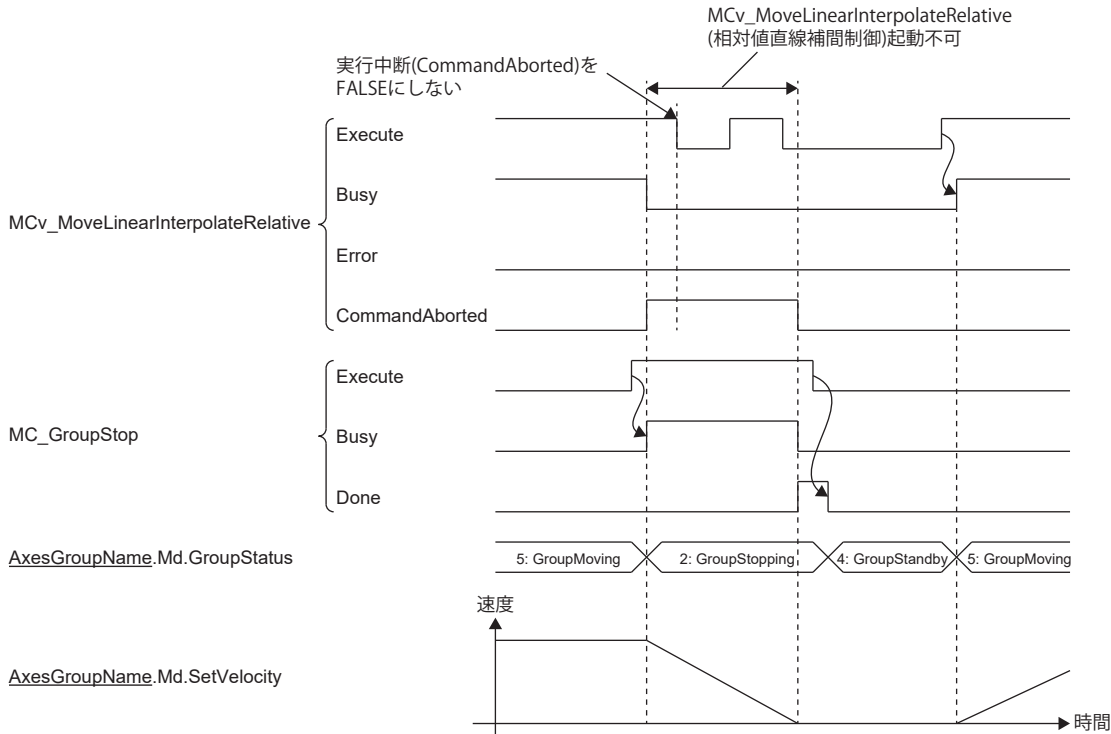 MCv_MoveLinearInterpolateRelative
(相対値直線補間制御)起動不可
実行中断(CommandAborted)を
FALSEにしない
Execute
Busy
MCv_MoveLinearInterpolateRelative
Error
CommandAborted
Execute
MC_GroupStop
Busy
Done
AxesGroupName.Md.GroupStatus
5: GroupMoving
2: GroupStopping
4: GroupStandby
5: GroupMoving
速度
AxesGroupName.Md.SetVelocity
時間